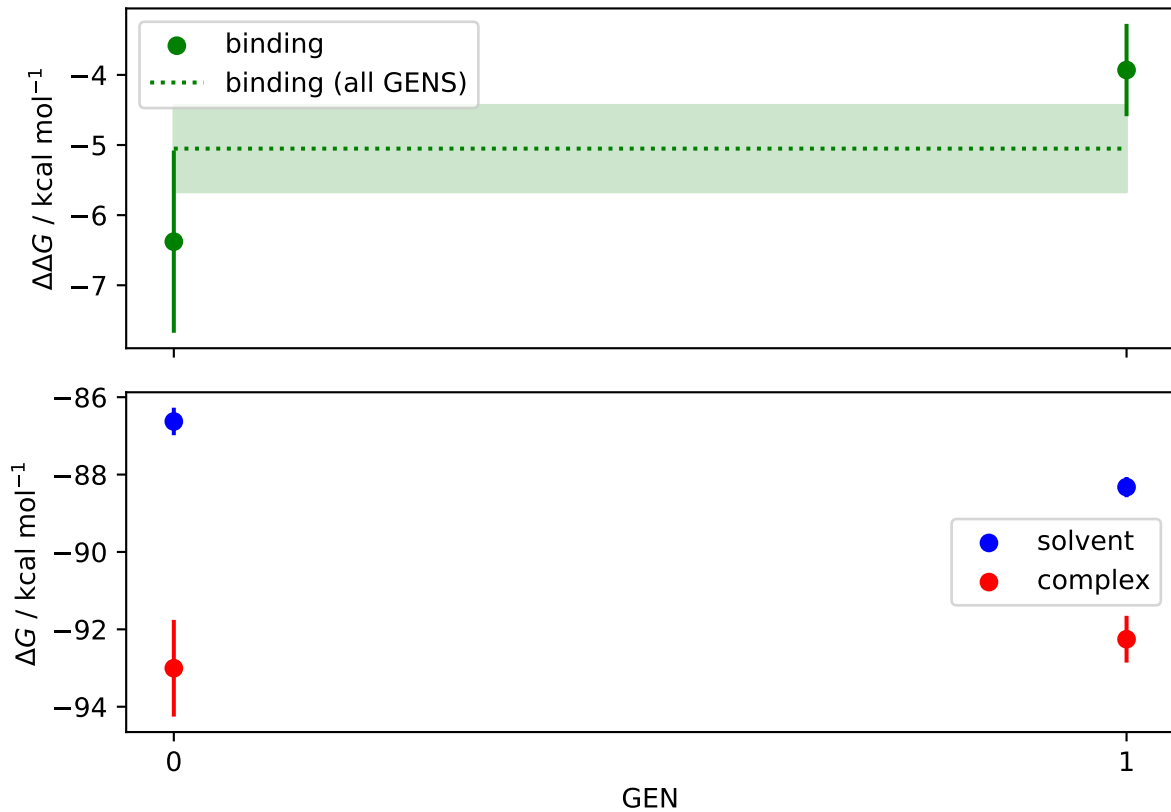 binding
binding (all GENS)
ΔΔG / kcal mol⁻¹
−4
−5
−6
−7
ΔG / kcal mol⁻¹
−86
−88
−90
−92
−94
solvent
complex
0
1
GEN